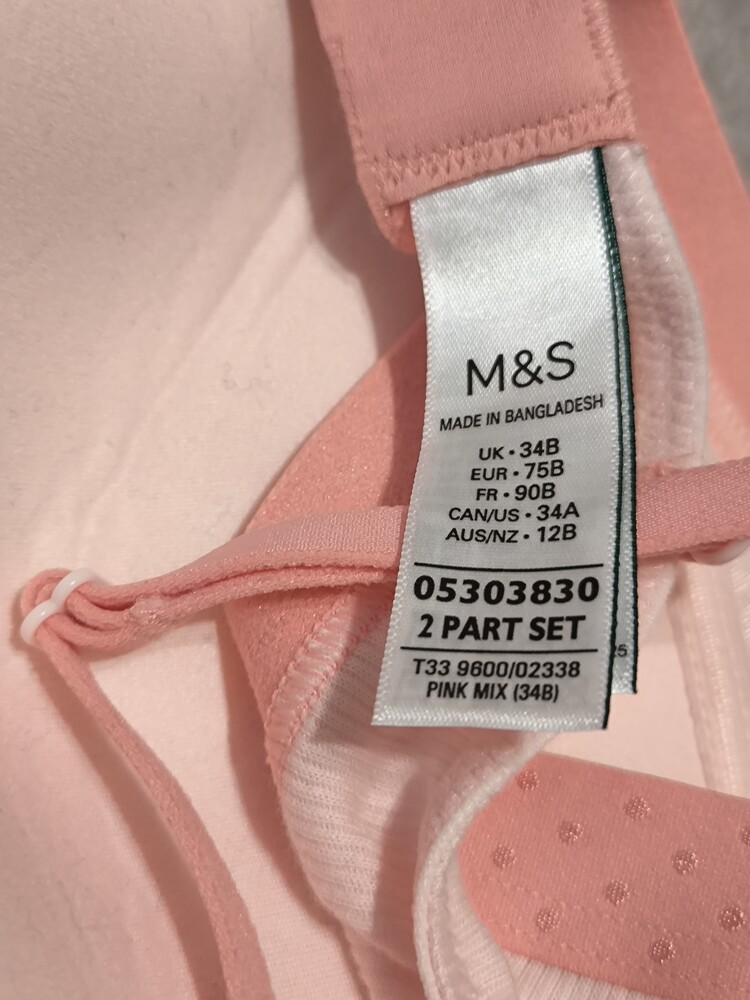 M&S
MADE IN BANGLADESH
UK • 34B
EUR • 75B
FR • 90B
CAN/US • 34A
AUS/NZ • 12B
05303830
2 PART SET
T33 9600/02338
PINK MIX (34B)